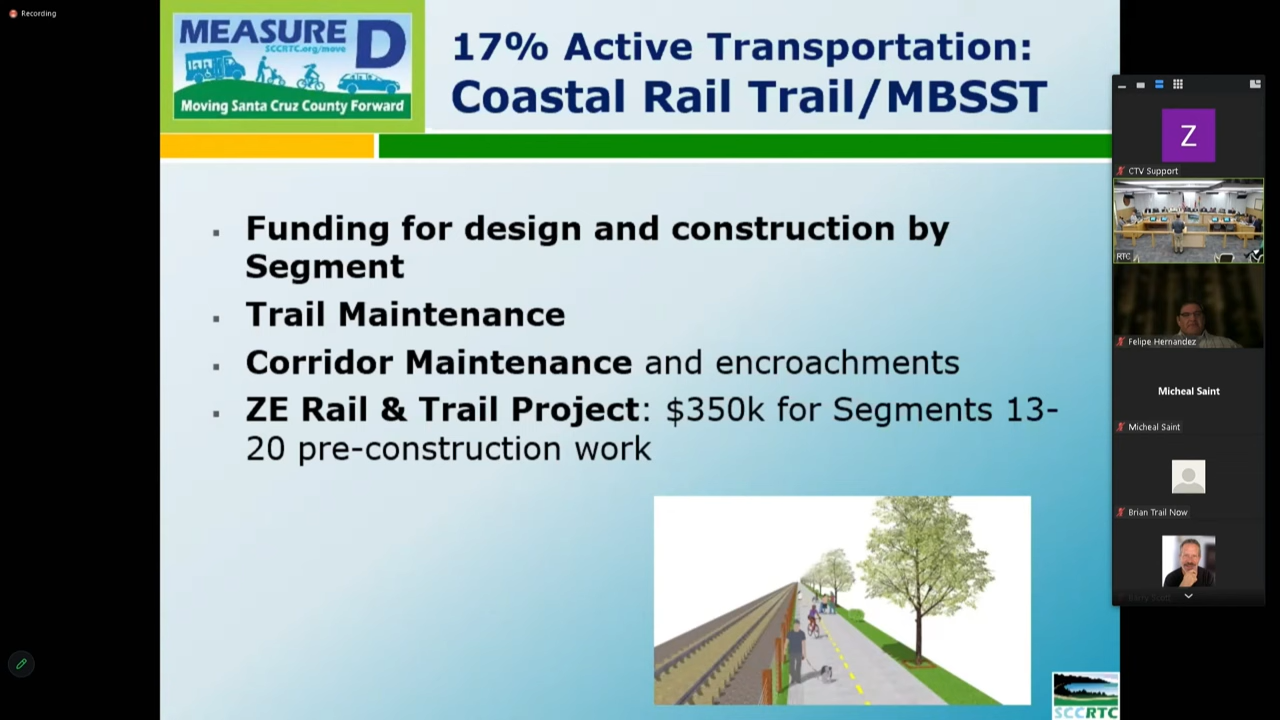 Recording
MEASURE D
SCCRTC.org/move
Moving Santa Cruz County Forward
17% Active Transportation:
Coastal Rail Trail/MBSST
Funding for design and construction by
Segment
Trail Maintenance
Corridor Maintenance and encroachments
ZE Rail & Trail Project: $350k for Segments 13-
20 pre-construction work
SCCRTC
Z
CTV Support
RTC
Felipe Hernandez
Micheal Saint
Micheal Saint
Brian Trail Now